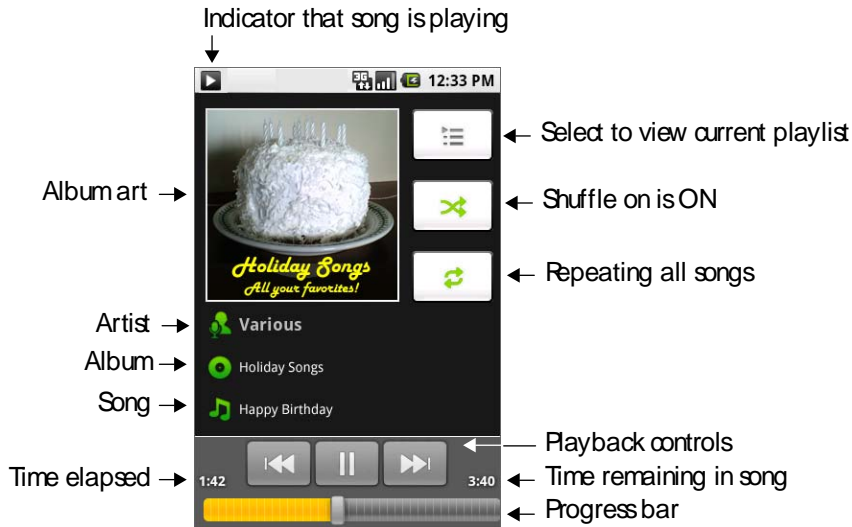 Indicator that song is playing
3G 12:33 PM
Select to view current playlist
Album art
Shuffle on is ON
Holiday Songs
All your favorites!
Repeating all songs
Artist
Various
Album
Holiday Songs
Song
Happy Birthday
Playback controls
Time elapsed
1:42
3:40
Time remaining in song
Progress bar